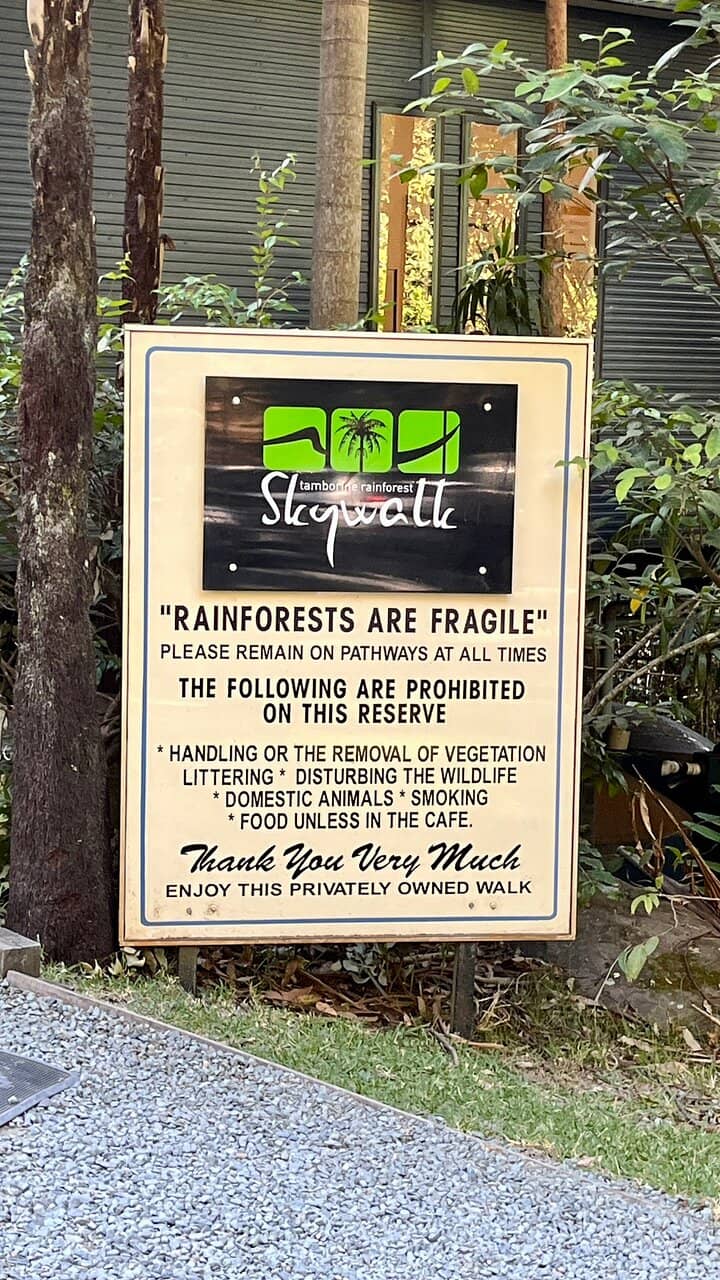 tamborine rainforest
Skywalk
"RAINFORESTS ARE FRAGILE"
PLEASE REMAIN ON PATHWAYS AT ALL TIMES
THE FOLLOWING ARE PROHIBITED
ON THIS RESERVE
* HANDLING OR THE REMOVAL OF VEGETATION
LITTERING * DISTURBING THE WILDLIFE
* DOMESTIC ANIMALS * SMOKING
* FOOD UNLESS IN THE CAFE.
Thank You Very Much
ENJOY THIS PRIVATELY OWNED WALK